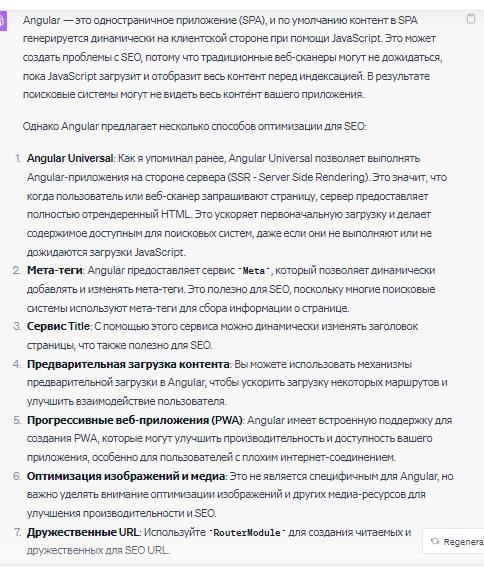 Angular — это одностраничное приложение (SPA), и по умолчанию контент в SPA
генерируется динамически на клиентской стороне при помощи JavaScript. Это может
создать проблемы с SEO, потому что традиционные веб-сканеры могут не дожидаться,
пока JavaScript загрузит и отобразит весь контент перед индексацией. В результате
поисковые системы могут не видеть весь контент вашего приложения.
Однако Angular предлагает несколько способов оптимизации для SEO:
1. Angular Universal: Как я упоминал ранее, Angular Universal позволяет выполнять
Angular-приложения на стороне сервера (SSR - Server Side Rendering). Это значит, что
когда пользователь или веб-сканер запрашивают страницу, сервер предоставляет
полностью отрендеренный HTML. Это ускоряет первоначальную загрузку и делает
содержимое доступным для поисковых систем, даже если они не выполняют или не
дожидаются загрузки JavaScript.
2. Мета-теги: Angular предоставляет сервис `Meta`, который позволяет динамически
добавлять и изменять мета-теги. Это полезно для SEO, поскольку многие поисковые
системы используют мета-теги для сбора информации о странице.
3. Сервис Title: С помощью этого сервиса можно динамически изменять заголовок
страницы, что также полезно для SEO.
4. Предварительная загрузка контента: Вы можете использовать механизмы
предварительной загрузки в Angular, чтобы ускорить загрузку некоторых маршрутов и
улучшить взаимодействие пользователя.
5. Прогрессивные веб-приложения (PWA): Angular имеет встроенную поддержку для
создания PWA, которые могут улучшить производительность и доступность вашего
приложения, особенно для пользователей с плохим интернет-соединением.
6. Оптимизация изображений и медиа: Это не является специфичным для Angular, но
важно уделять внимание оптимизации изображений и других медиа-ресурсов для
улучшения производительности и SEO.
7. Дружественные URL: Используйте `RouterModule` для создания читаемых и
дружественных для SEO URL.
Regenera